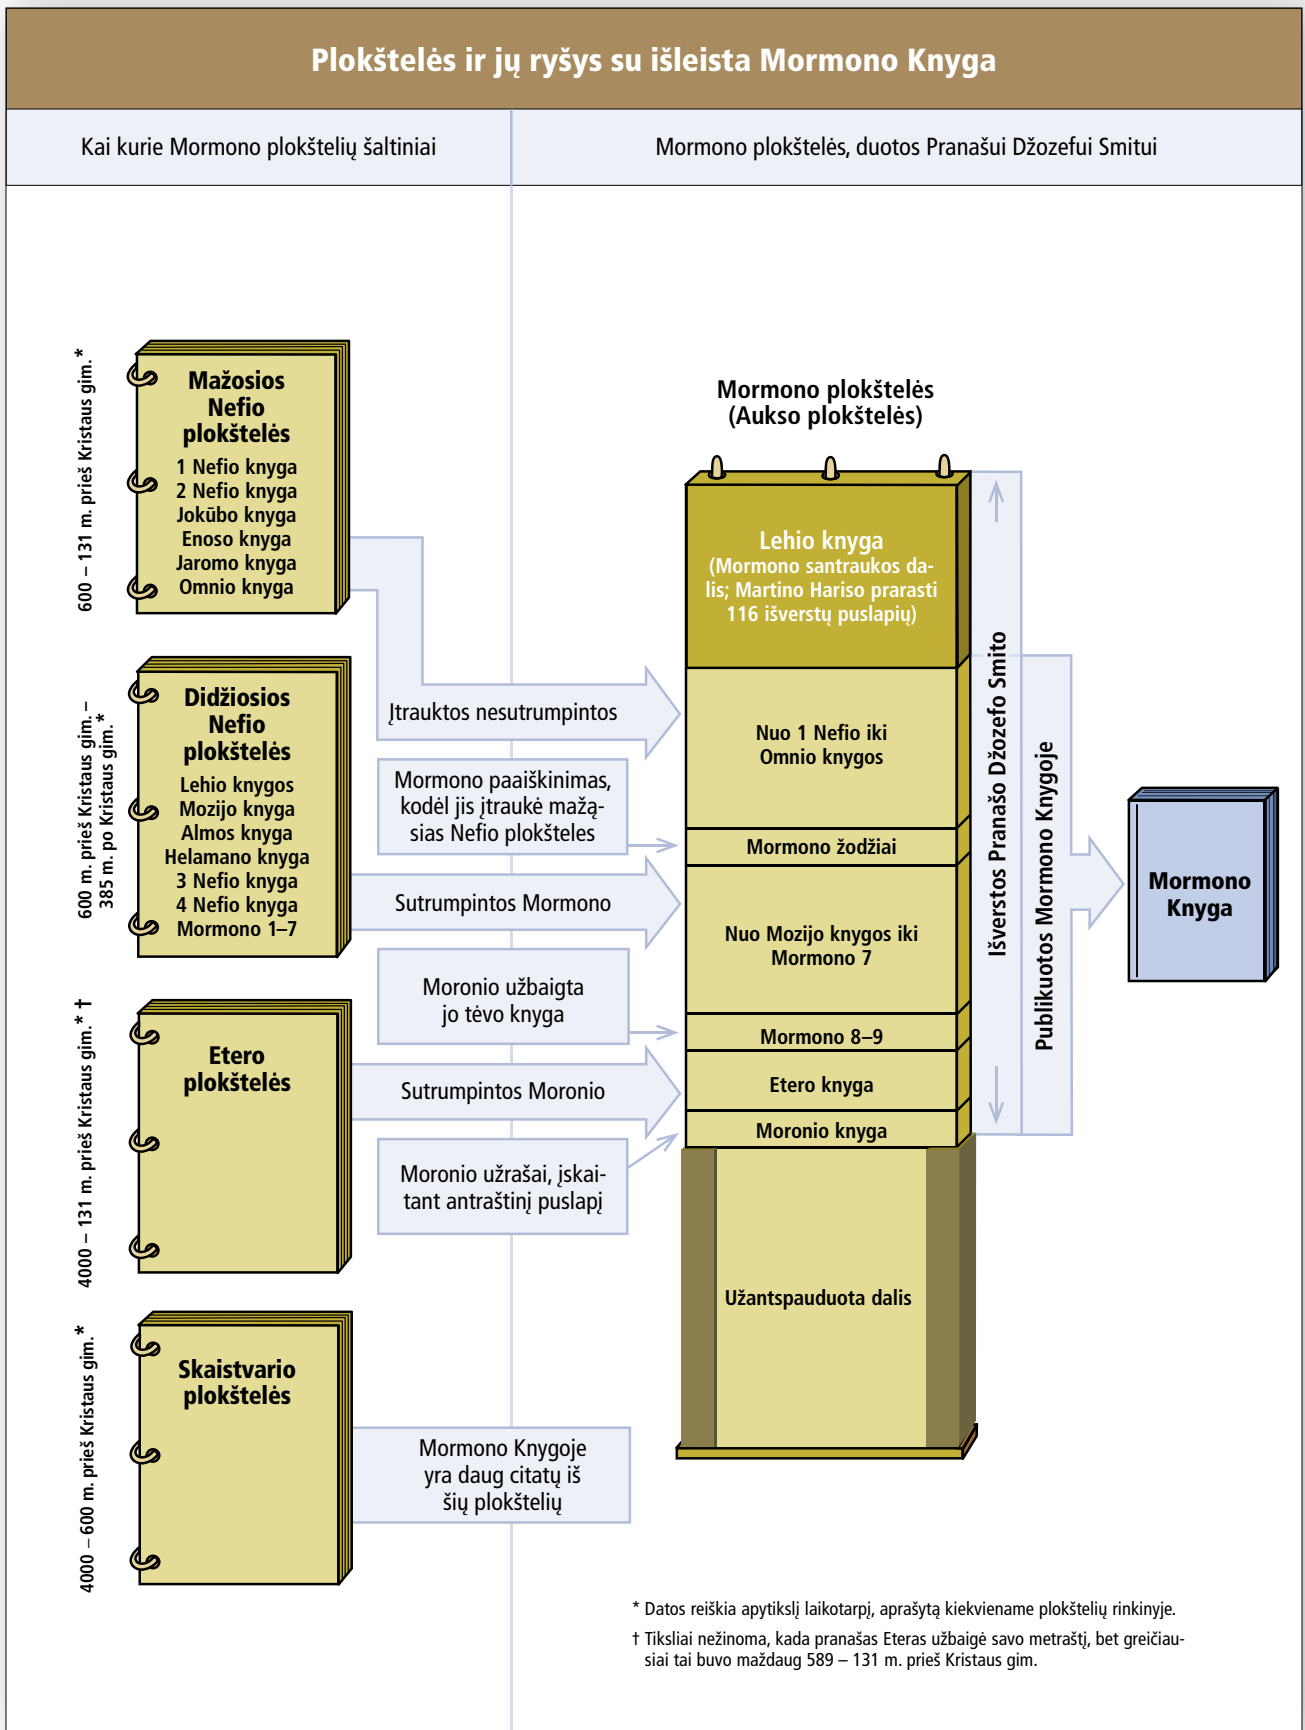 Plokštelės ir jų ryšys su išleista Mormono Knyga
Kai kurie Mormono plokštelių šaltiniai
Mormono plokštelės, duotos Pranašui Džozefui Smitui
600 – 131 m. prieš Kristaus gim.*
Mažosios
Nefio
plokštelės
1 Nefio knyga
2 Nefio knyga
Jokūbo knyga
Enoso knyga
Jaromo knyga
Omnio knyga
600 m. prieš Kristaus gim. –
385 m. po Kristaus gim.*
Didžiosios
Nefio
plokštelės
Lehio knygos
Mozijo knyga
Almos knyga
Helamano knyga
3 Nefio knyga
4 Nefio knyga
Mormono 1–7
4000 – 131 m. prieš Kristaus gim.* †
Etero
plokštelės
4000 – 600 m. prieš Kristaus gim.*
Skaistvario
plokštelės
Įtrauktos nesutrumpintos
Mormono paaiškinimas,
kodėl jis įtraukė mažą-
sias Nefio plokšteles
Sutrumpintos Mormono
Moronio užbaigta
jo tėvo knyga
Sutrumpintos Moronio
Moronio užrašai, įskai-
tant antraštinį puslapį
Mormono Knygoje
yra daug citatų iš
šių plokštelių
Mormono plokštelės
(Aukso plokštelės)
Lehio knyga
(Mormono santraukos da-
lis; Martino Hariso prarasti
116 išverstų puslapių)
Nuo 1 Nefio iki
Omnio knygos
Mormono žodžiai
Nuo Mozijo knygos iki
Mormono 7
Mormono 8–9
Etero knyga
Moronio knyga
Užantspauduota dalis
Išverstos Pranašo Džozefo Smito
Publikuotos Mormono Knygoje
Mormono
Knyga
* Datos reiškia apytikslį laikotarpį, aprašytą kiekviename plokštelių rinkinyje.
† Tiksliai nežinoma, kada pranašas Eteras užbaigė savo metraštį, bet greičiau-
siai tai buvo maždaug 589 – 131 m. prieš Kristaus gim.